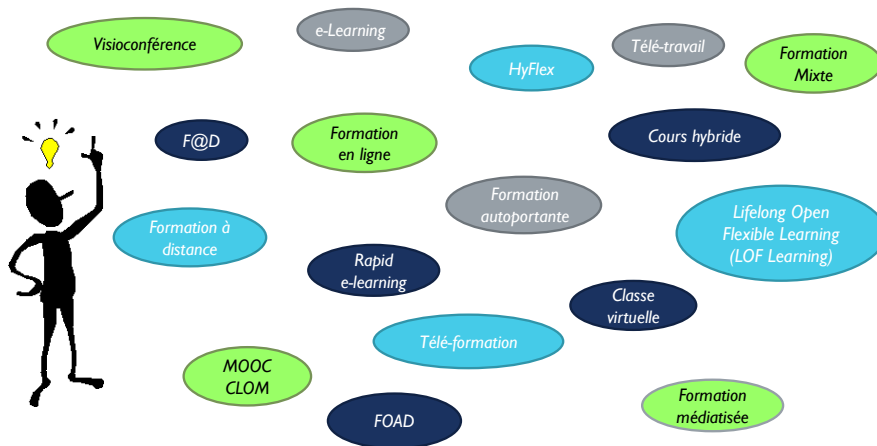 Visioconférence
e-Learning
HyFlex
Télé-travail
Formation
Mixte
F@D
Formation
en ligne
Cours hybride
Formation
autoportante
Formation à
distance
Lifelong Open
Flexible Learning
(LOF Learning)
Rapid
e-learning
Classe
virtuelle
Télé-formation
MOOC
CLOM
FOAD
Formation
médiatisée